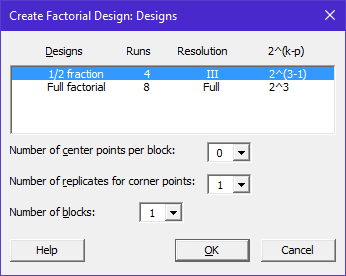 Create Factorial Design: Designs
Designs Runs Resolution 2^(k-p)
1/2 fraction 4 III 2^(3-1)
Full factorial 8 Full 2^3
Number of center points per block: 0
Number of replicates for corner points: 1
Number of blocks: 1
Help OK Cancel